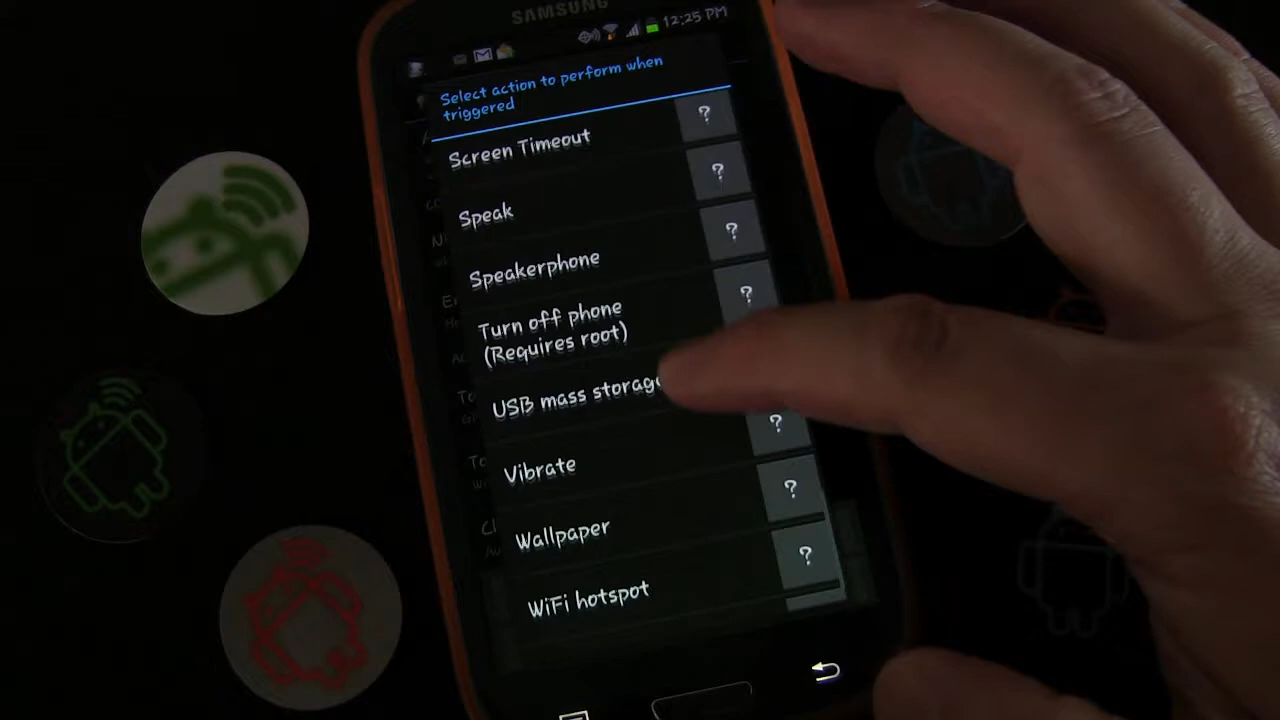 SAMSUNG
12:25 PM
Select action to perform when
triggered
Screen Timeout
?
Speak
?
Speakerphone
?
Turn off phone
(Requires root)
?
USB mass storage
Vibrate
?
Wallpaper
?
WiFi hotspot
?